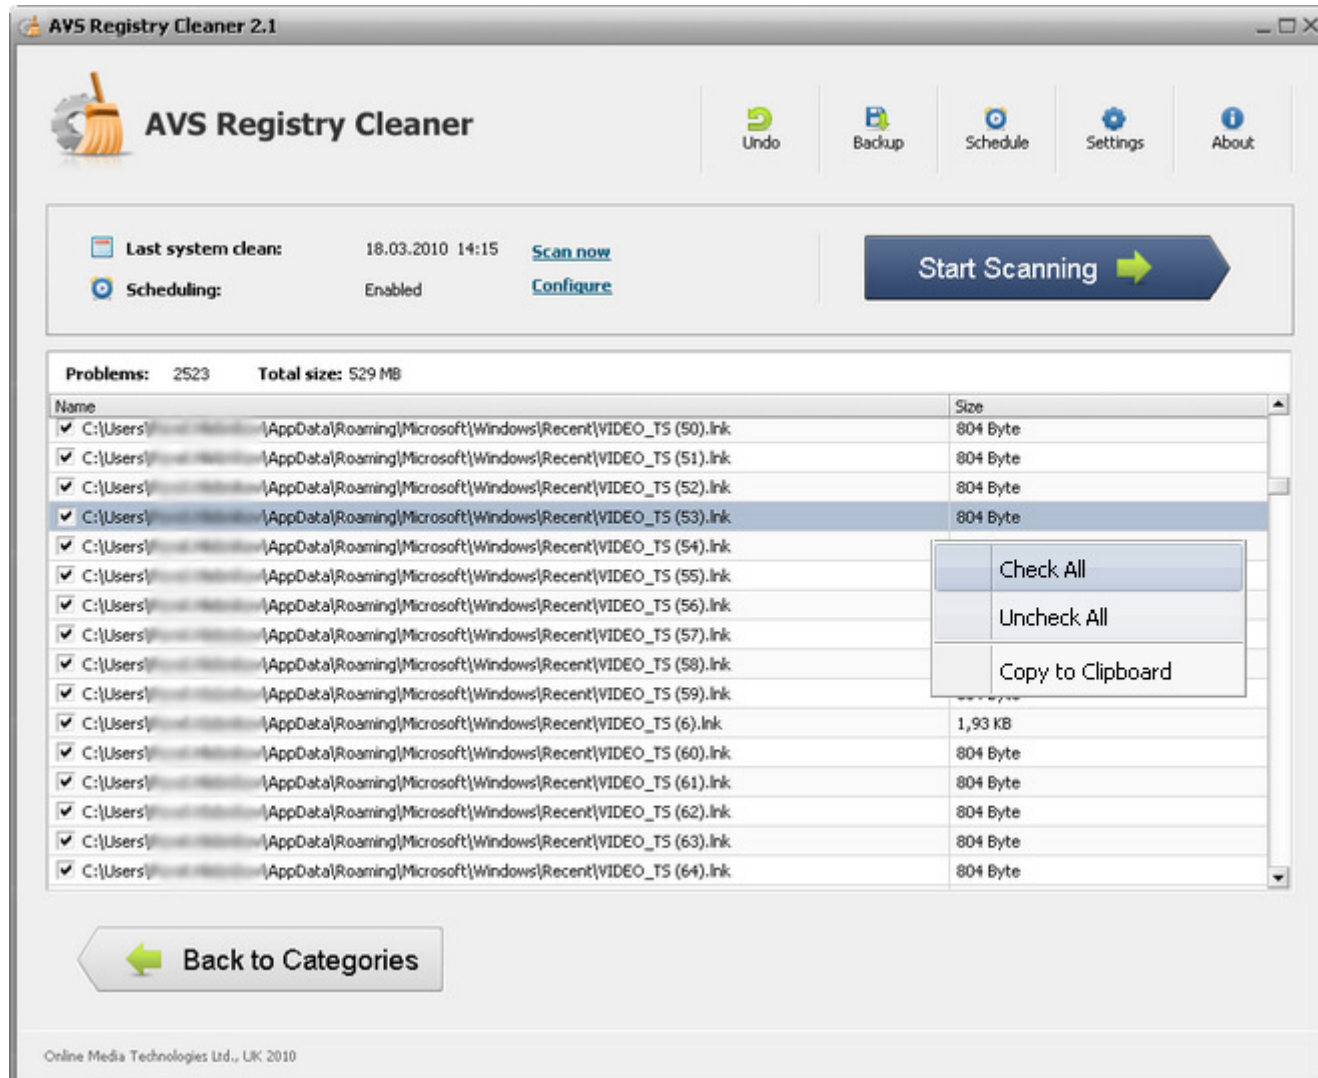 AVS Registry Cleaner 2.1
AVS Registry Cleaner
Undo Backup Schedule Settings About
Last system clean: 18.03.2010 14:15 Scan now
Scheduling: Enabled Configure
Start Scanning
Problems: 2523 Total size: 529 MB
Name Size
C:\Users\ \AppData\Roaming\Microsoft\Windows\Recent\VIDEO_TS (50).lnk 804 Byte
C:\Users\ \AppData\Roaming\Microsoft\Windows\Recent\VIDEO_TS (51).lnk 804 Byte
C:\Users\ \AppData\Roaming\Microsoft\Windows\Recent\VIDEO_TS (52).lnk 804 Byte
C:\Users\ \AppData\Roaming\Microsoft\Windows\Recent\VIDEO_TS (53).lnk 804 Byte
C:\Users\ \AppData\Roaming\Microsoft\Windows\Recent\VIDEO_TS (54).lnk
C:\Users\ \AppData\Roaming\Microsoft\Windows\Recent\VIDEO_TS (55).lnk
C:\Users\ \AppData\Roaming\Microsoft\Windows\Recent\VIDEO_TS (56).lnk
C:\Users\ \AppData\Roaming\Microsoft\Windows\Recent\VIDEO_TS (57).lnk
C:\Users\ \AppData\Roaming\Microsoft\Windows\Recent\VIDEO_TS (58).lnk
C:\Users\ \AppData\Roaming\Microsoft\Windows\Recent\VIDEO_TS (59).lnk
C:\Users\ \AppData\Roaming\Microsoft\Windows\Recent\VIDEO_TS (6).lnk 1,93 KB
C:\Users\ \AppData\Roaming\Microsoft\Windows\Recent\VIDEO_TS (60).lnk 804 Byte
C:\Users\ \AppData\Roaming\Microsoft\Windows\Recent\VIDEO_TS (61).lnk 804 Byte
C:\Users\ \AppData\Roaming\Microsoft\Windows\Recent\VIDEO_TS (62).lnk 804 Byte
C:\Users\ \AppData\Roaming\Microsoft\Windows\Recent\VIDEO_TS (63).lnk 804 Byte
C:\Users\ \AppData\Roaming\Microsoft\Windows\Recent\VIDEO_TS (64).lnk 804 Byte
Check All
Uncheck All
Copy to Clipboard
Back to Categories
Online Media Technologies Ltd., UK 2010